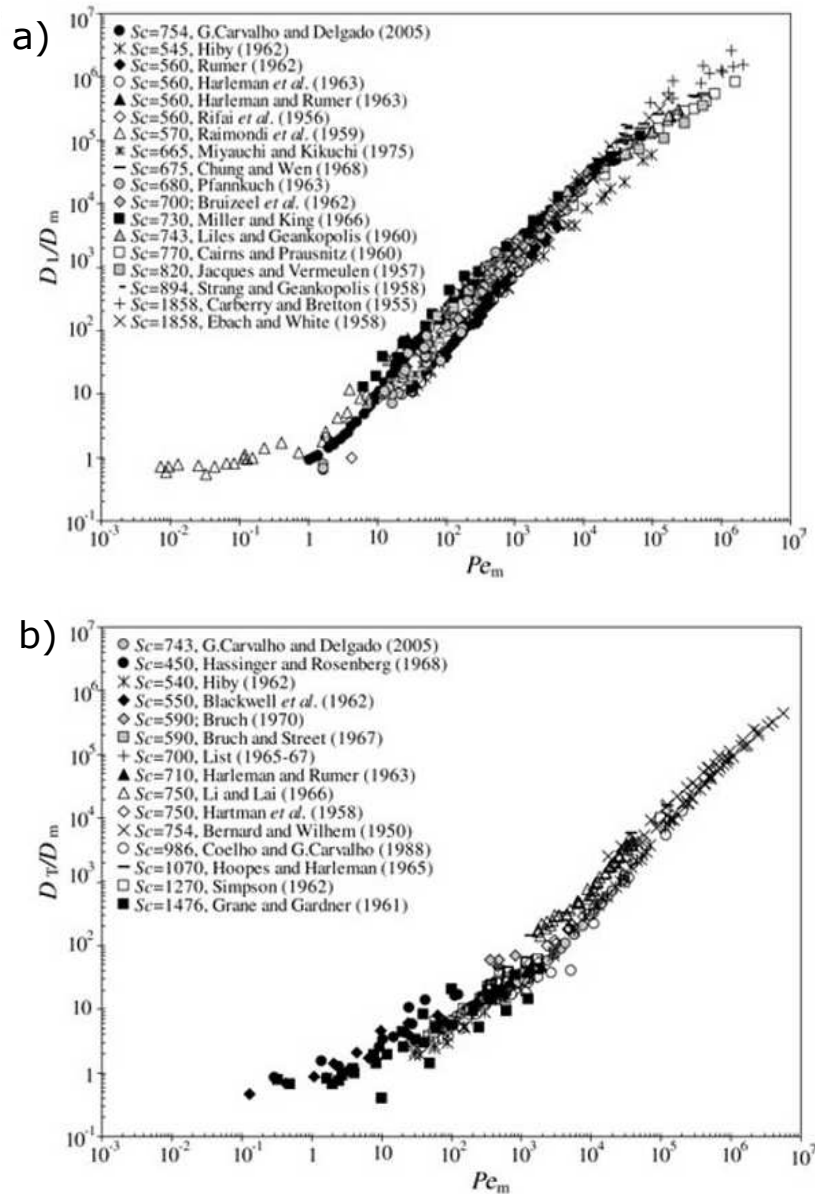 a)
10^7
10^6
10^5
10^4
10^3
10^2
10
1
10^-1
D_L/D_m
Sc=754, G.Carvalho and Delgado (2005)
Sc=545, Hiby (1962)
Sc=560, Rumer (1962)
Sc=560, Harleman et al. (1963)
Sc=560, Harleman and Rumer (1963)
Sc=560, Rifai et al. (1956)
Sc=570, Raimondi et al. (1959)
Sc=665, Miyauchi and Kikuchi (1975)
Sc=675, Chung and Wen (1968)
Sc=680, Pfannkuch (1963)
Sc=700; Bruizeel et al. (1962)
Sc=730, Miller and King (1966)
Sc=743, Liles and Geankopolis (1960)
Sc=770, Cairns and Prausnitz (1960)
Sc=820, Jacques and Vermeulen (1957)
Sc=894, Strang and Geankopolis (1958)
Sc=1858, Carberry and Bretton (1955)
Sc=1858, Ebach and White (1958)
10^-3 10^-2 10^-1 1 10 10^2 10^3 10^4 10^5 10^6 10^7
Pe_m
b)
10^7
10^6
10^5
10^4
10^3
10^2
10
1
10^-1
D_T/D_m
Sc=743, G.Carvalho and Delgado (2005)
Sc=450, Hassinger and Rosenberg (1968)
Sc=540, Hiby (1962)
Sc=550, Blackwell et al. (1962)
Sc=590; Bruch (1970)
Sc=590, Bruch and Street (1967)
Sc=700, List (1965-67)
Sc=710, Harleman and Rumer (1963)
Sc=750, Li and Lai (1966)
Sc=750, Hartman et al. (1958)
Sc=754, Bernard and Wilhem (1950)
Sc=986, Coelho and G.Carvalho (1988)
Sc=1070, Hoopes and Harleman (1965)
Sc=1270, Simpson (1962)
Sc=1476, Grane and Gardner (1961)
10^-3 10^-2 10^-1 1 10 10^2 10^3 10^4 10^5 10^6 10^7
Pe_m